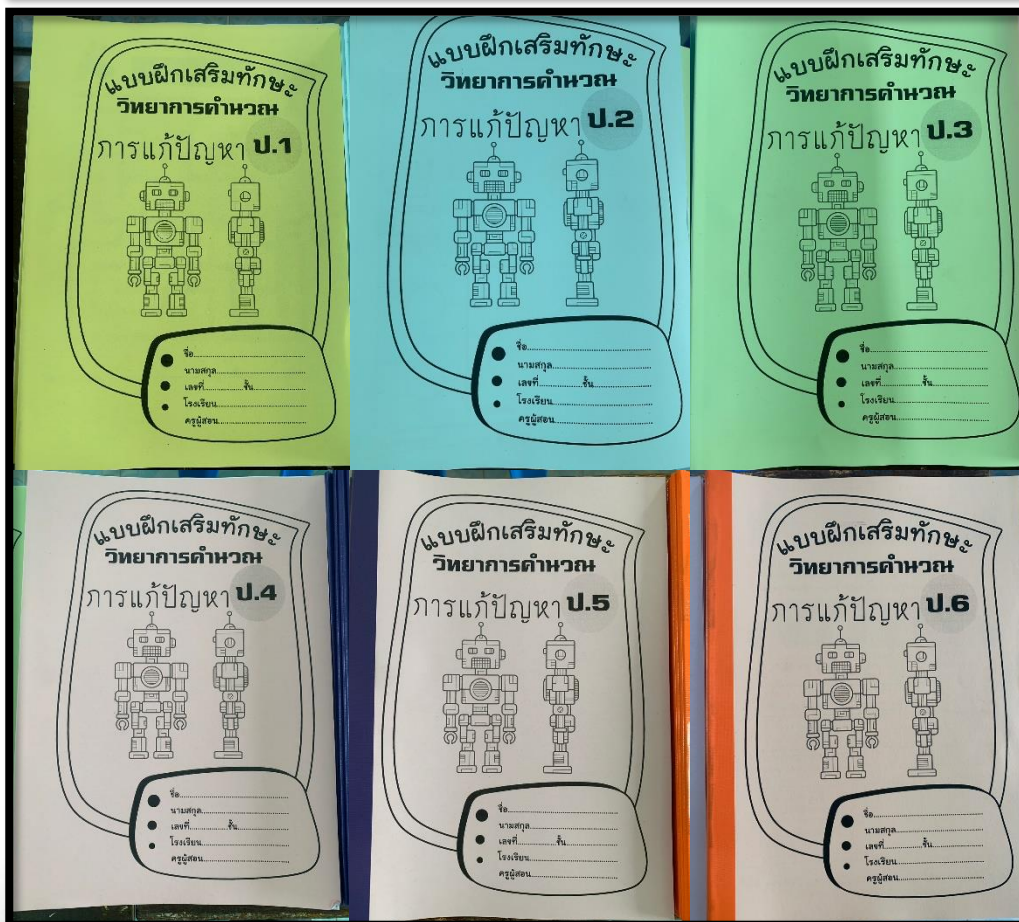 แบบฝึกเสริมทักษะ
วิทยาการคำนวณ
การแก้ปัญหา ป.1
ชื่อ
นามสกุล
เลขที่ ชั้น
โรงเรียน
ครูผู้สอน
แบบฝึกเสริมทักษะ
วิทยาการคำนวณ
การแก้ปัญหา ป.2
ชื่อ
นามสกุล
เลขที่ ชั้น
โรงเรียน
ครูผู้สอน
แบบฝึกเสริมทักษะ
วิทยาการคำนวณ
การแก้ปัญหา ป.3
ชื่อ
นามสกุล
เลขที่ ชั้น
โรงเรียน
ครูผู้สอน
แบบฝึกเสริมทักษะ
วิทยาการคำนวณ
การแก้ปัญหา ป.4
ชื่อ
นามสกุล
เลขที่ ชั้น
โรงเรียน
ครูผู้สอน
แบบฝึกเสริมทักษะ
วิทยาการคำนวณ
การแก้ปัญหา ป.5
ชื่อ
นามสกุล
เลขที่ ชั้น
โรงเรียน
ครูผู้สอน
แบบฝึกเสริมทักษะ
วิทยาการคำนวณ
การแก้ปัญหา ป.6
ชื่อ
นามสกุล
เลขที่ ชั้น
โรงเรียน
ครูผู้สอน